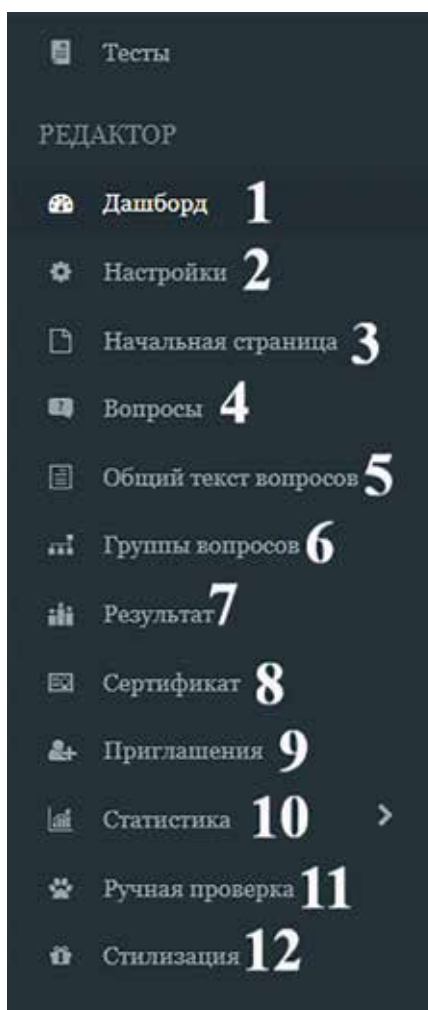 Тесты
РЕДАКТОР
Дашборд 1
Настройки 2
Начальная страница 3
Вопросы 4
Общий текст вопросов 5
Группы вопросов 6
Результат 7
Сертификат 8
Приглашения 9
Статистика 10
Ручная проверка 11
Стилизация 12